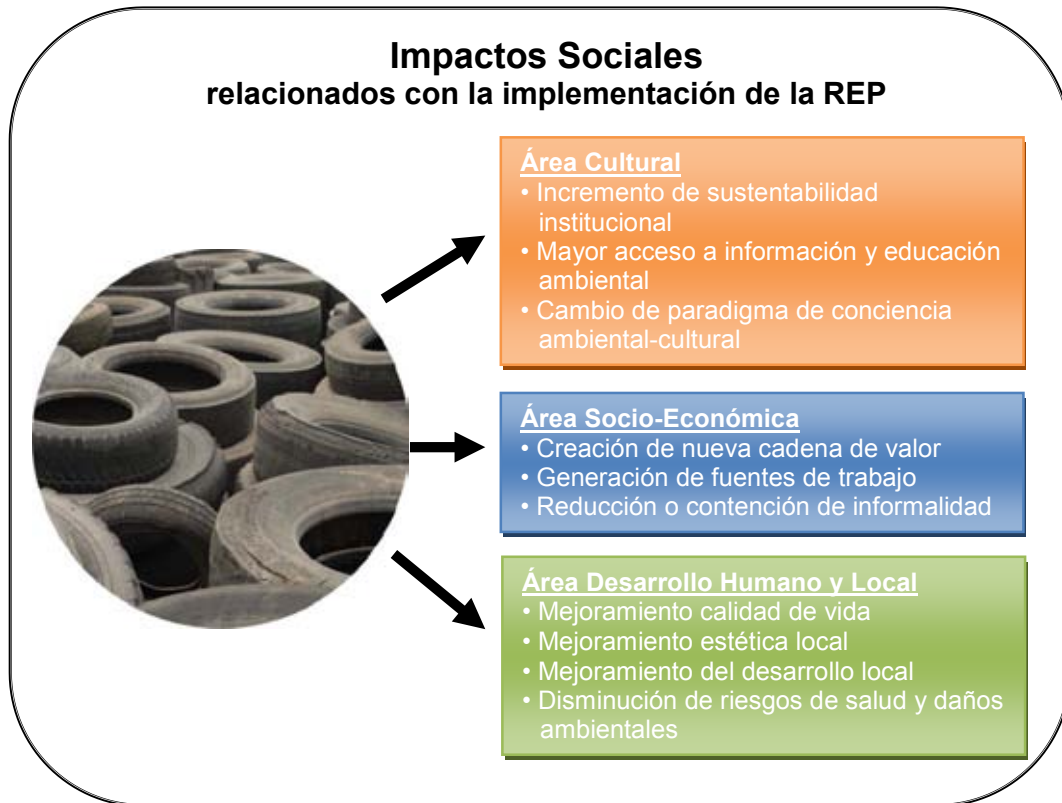 Impactos Sociales
relacionados con la implementación de la REP
Área Cultural
• Incremento de sustentabilidad
institucional
• Mayor acceso a información y educación
ambiental
• Cambio de paradigma de conciencia
ambiental-cultural
Área Socio-Económica
• Creación de nueva cadena de valor
• Generación de fuentes de trabajo
• Reducción o contención de informalidad
Área Desarrollo Humano y Local
• Mejoramiento calidad de vida
• Mejoramiento estética local
• Mejoramiento del desarrollo local
• Disminución de riesgos de salud y daños
ambientales